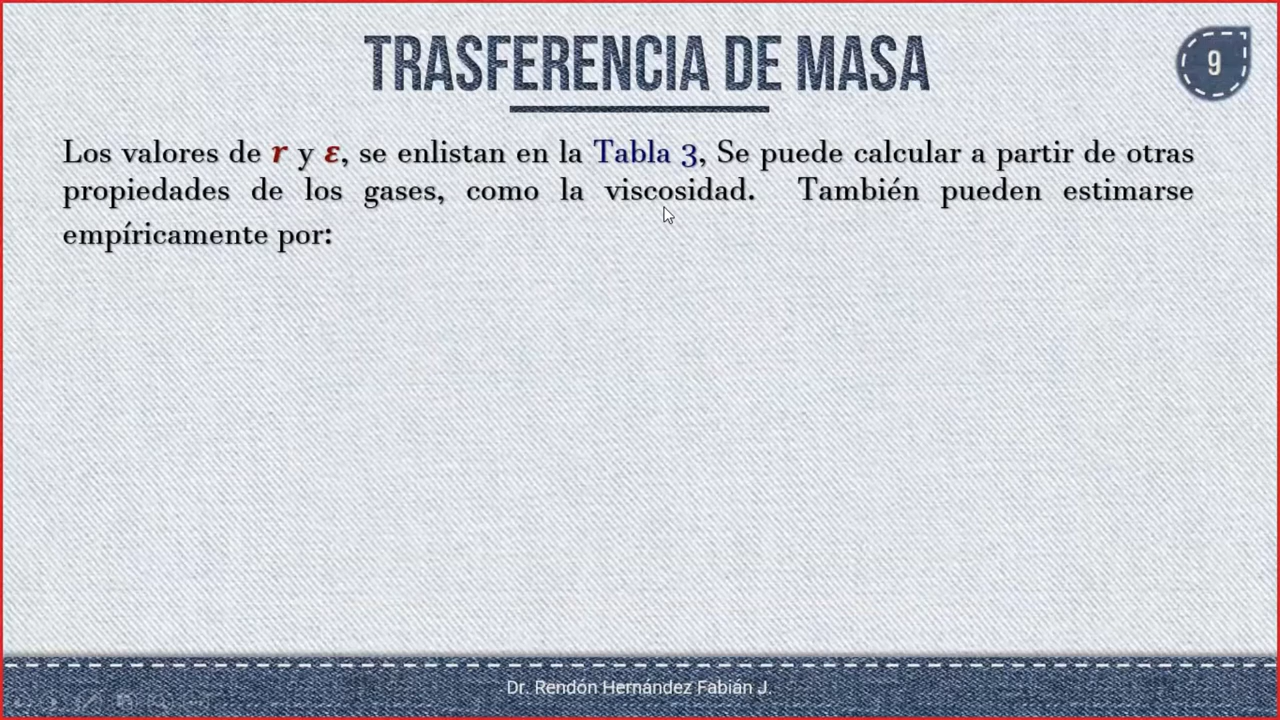 TRASFERENCIA DE MASA
9
Los valores de r y ε, se enlistan en la Tabla 3, Se puede calcular a partir de otras
propiedades de los gases, como la viscosidad. También pueden estimarse
empíricamente por:
Dr. Rendón Hernández Fabián J.